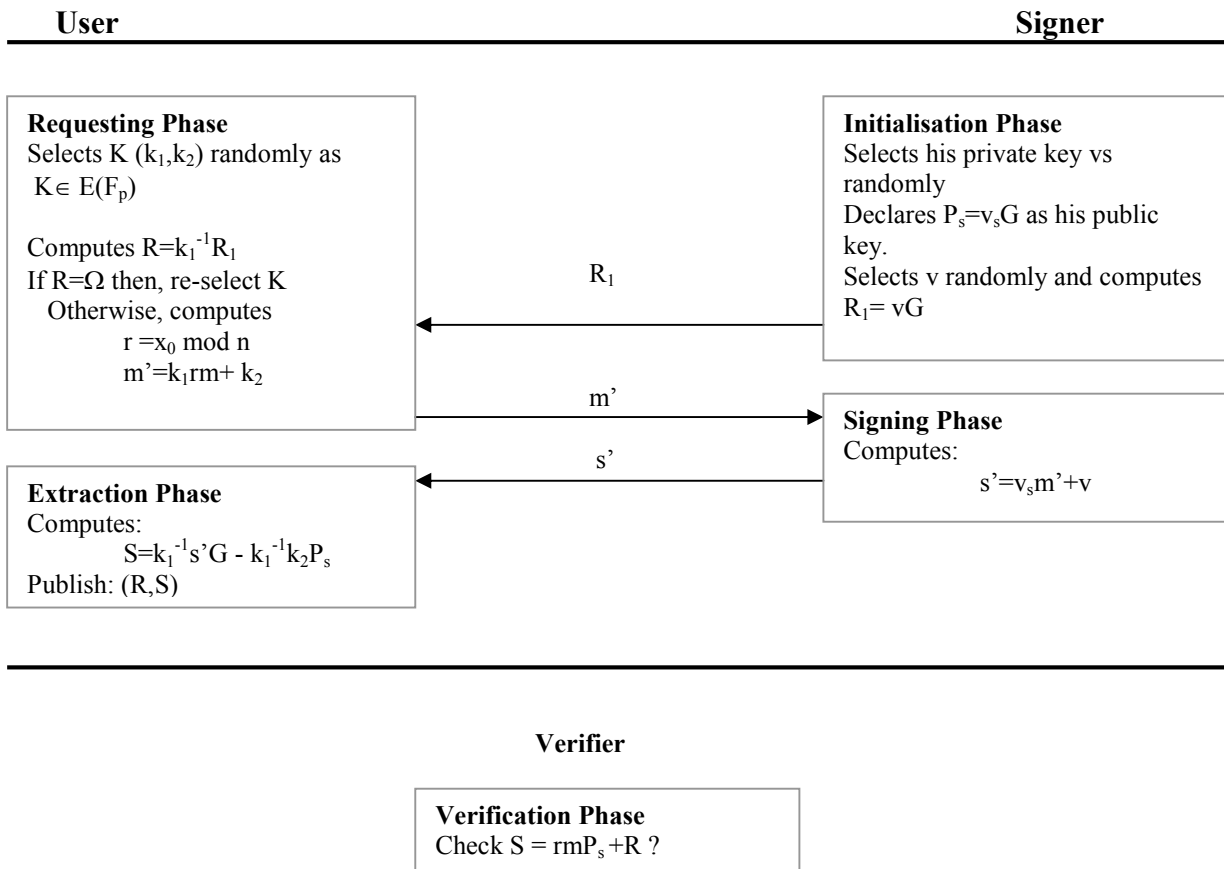 User
Signer
Requesting Phase
Selects K (k₁,k₂) randomly as
K∈ E(Fₚ)
Computes R=k₁⁻¹R₁
If R=Ω then, re-select K
Otherwise, computes
r =x₀ mod n
m’=k₁rm+ k₂
Initialisation Phase
Selects his private key vs
randomly
Declares Pₛ=vₛG as his public
key.
Selects v randomly and computes
R₁= vG
R₁
m’
Signing Phase
Computes:
s’=vₛm’+v
s’
Extraction Phase
Computes:
S=k₁⁻¹s’G - k₁⁻¹k₂Pₛ
Publish: (R,S)
Verifier
Verification Phase
Check S = rmPₛ +R ?